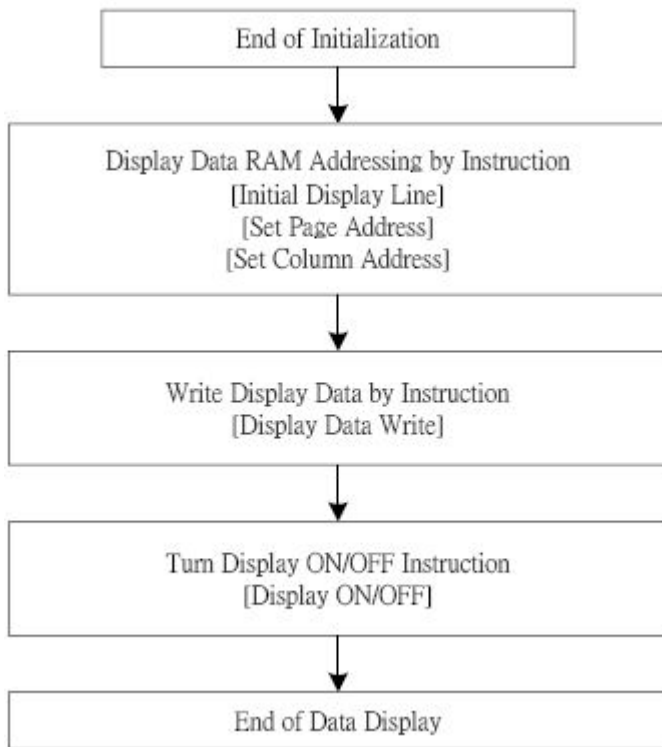 End of Initialization
Display Data RAM Addressing by Instruction
[Initial Display Line]
[Set Page Address]
[Set Column Address]
Write Display Data by Instruction
[Display Data Write]
Turn Display ON/OFF Instruction
[Display ON/OFF]
End of Data Display